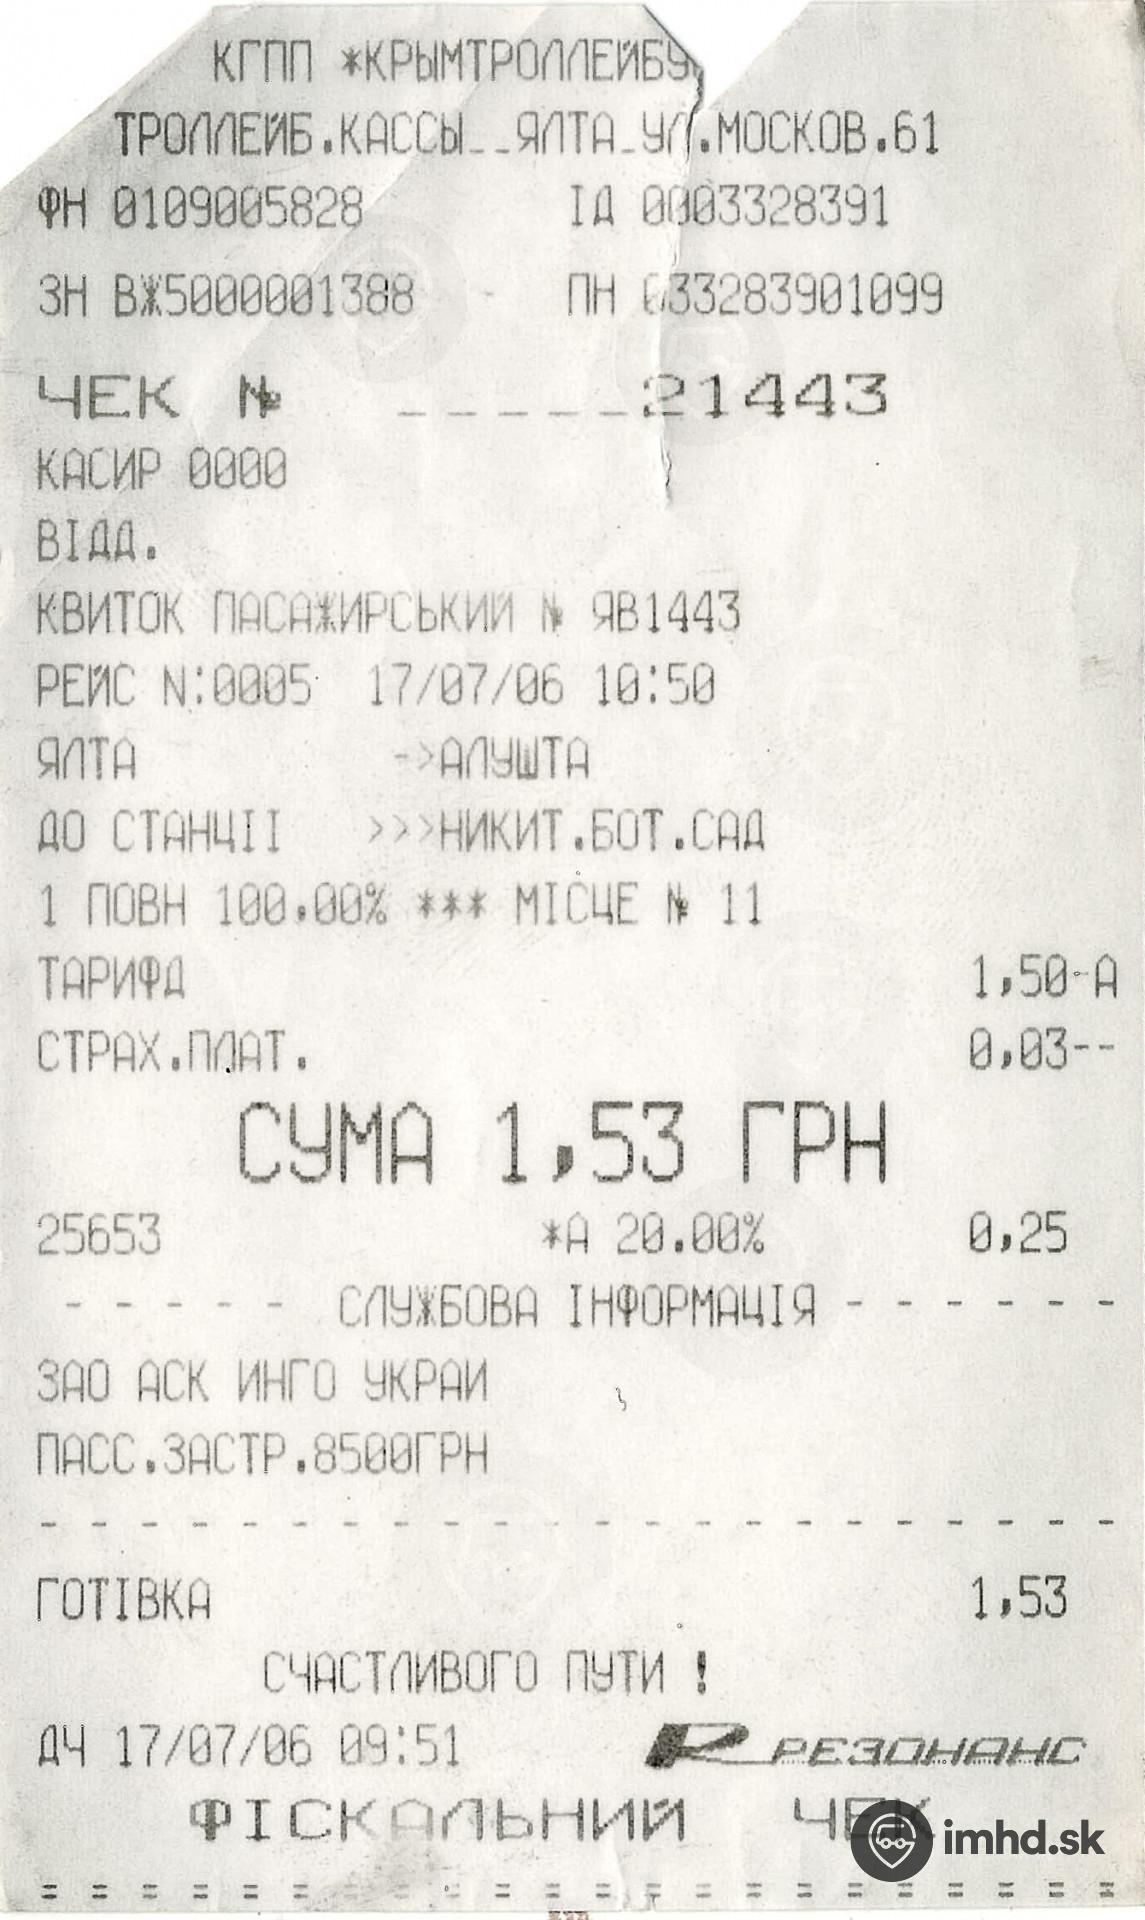 КГПП *КРЫМТРОЛЛЕЙБУ
ТРОЛЛЕЙБ.КАССЫ__ЯЛТА_УЛ.МОСКОВ.61
ФН 0109005828 ІД 0003328391
ЗН ВЖ5000001388 ПН 033283901099
ЧЕК № _____21443
КАСИР 0000
ВІДД.
КВИТОК ПАСАЖИРСЬКИЙ № ЯВ1443
РЕЙС N:0005 17/07/06 10:50
ЯЛТА ->АЛУШТА
ДО СТАНЦІІ >>>НИКИТ.БОТ.САД
1 ПОВН 100.00% *** МІСЦЕ № 11
ТАРИФД 1,50-А
СТРАХ.ПЛАТ. 0,03--
СУМА 1,53 ГРН
25653 *А 20.00% 0,25
- - - - - СЛУЖБОВА ІНФОРМАЦІЯ - - - - - -
ЗАО АСК ИНГО УКРАИ
ПАСС.ЗАСТР.8500ГРН
- - - - - - - - - - - - - - - - - - - - - -
ГОТІВКА 1,53
СЧАСТЛИВОГО ПУТИ !
ДЧ 17/07/06 09:51 РЕЗОНАНС
ФІСКАЛЬНИЙ ЧЕК
imhd.sk
= = = = = = = = = = = = = = = = = = = = = =